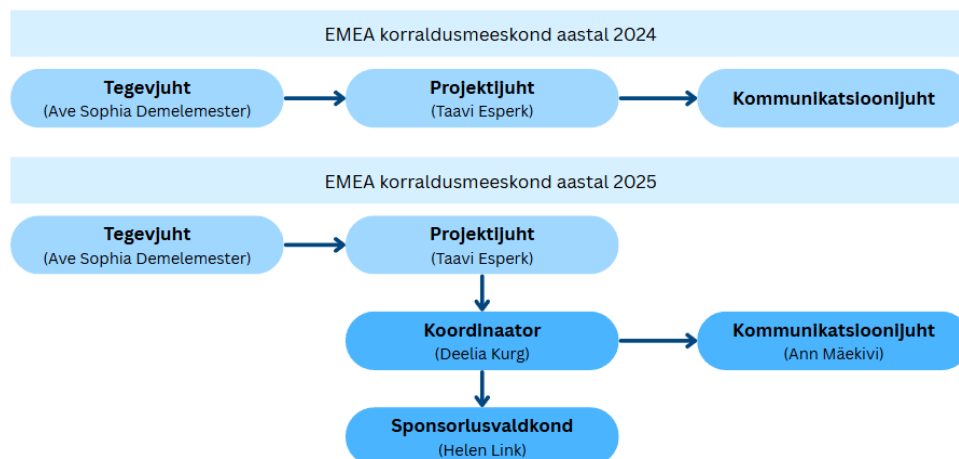 EMEA korraldusmeeskond aastal 2024
Tegevjuht
(Ave Sophia Demelemester)
Projektijuht
(Taavi Esperk)
Kommunikatsioonijuht
EMEA korraldusmeeskond aastal 2025
Tegevjuht
(Ave Sophia Demelemester)
Projektijuht
(Taavi Esperk)
Koordinaator
(Deelia Kurg)
Kommunikatsioonijuht
(Ann Mäekivi)
Sponsorlusvaldkond
(Helen Link)